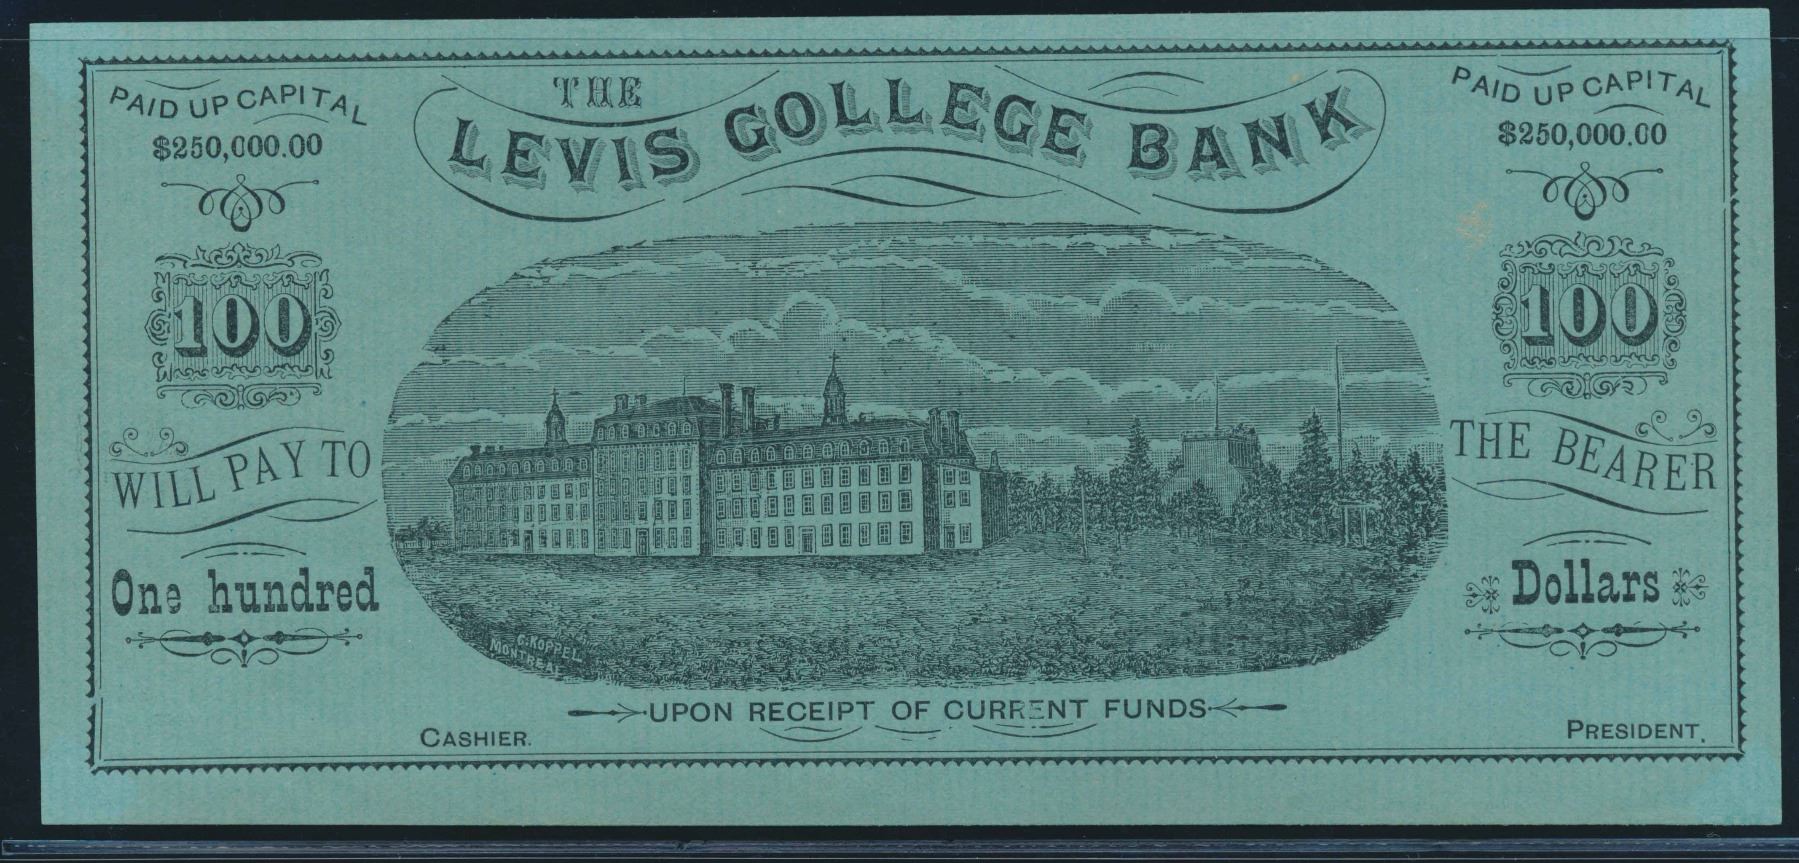 PAID UP CAPITAL
$250,000.00
THE
LEVIS COLLEGE BANK
PAID UP CAPITAL
$250,000.00
100
100
WILL PAY TO
THE BEARER
One hundred
Dollars
C. KOPPEL
MONTREAL
UPON RECEIPT OF CURRENT FUNDS
CASHIER.
PRESIDENT.